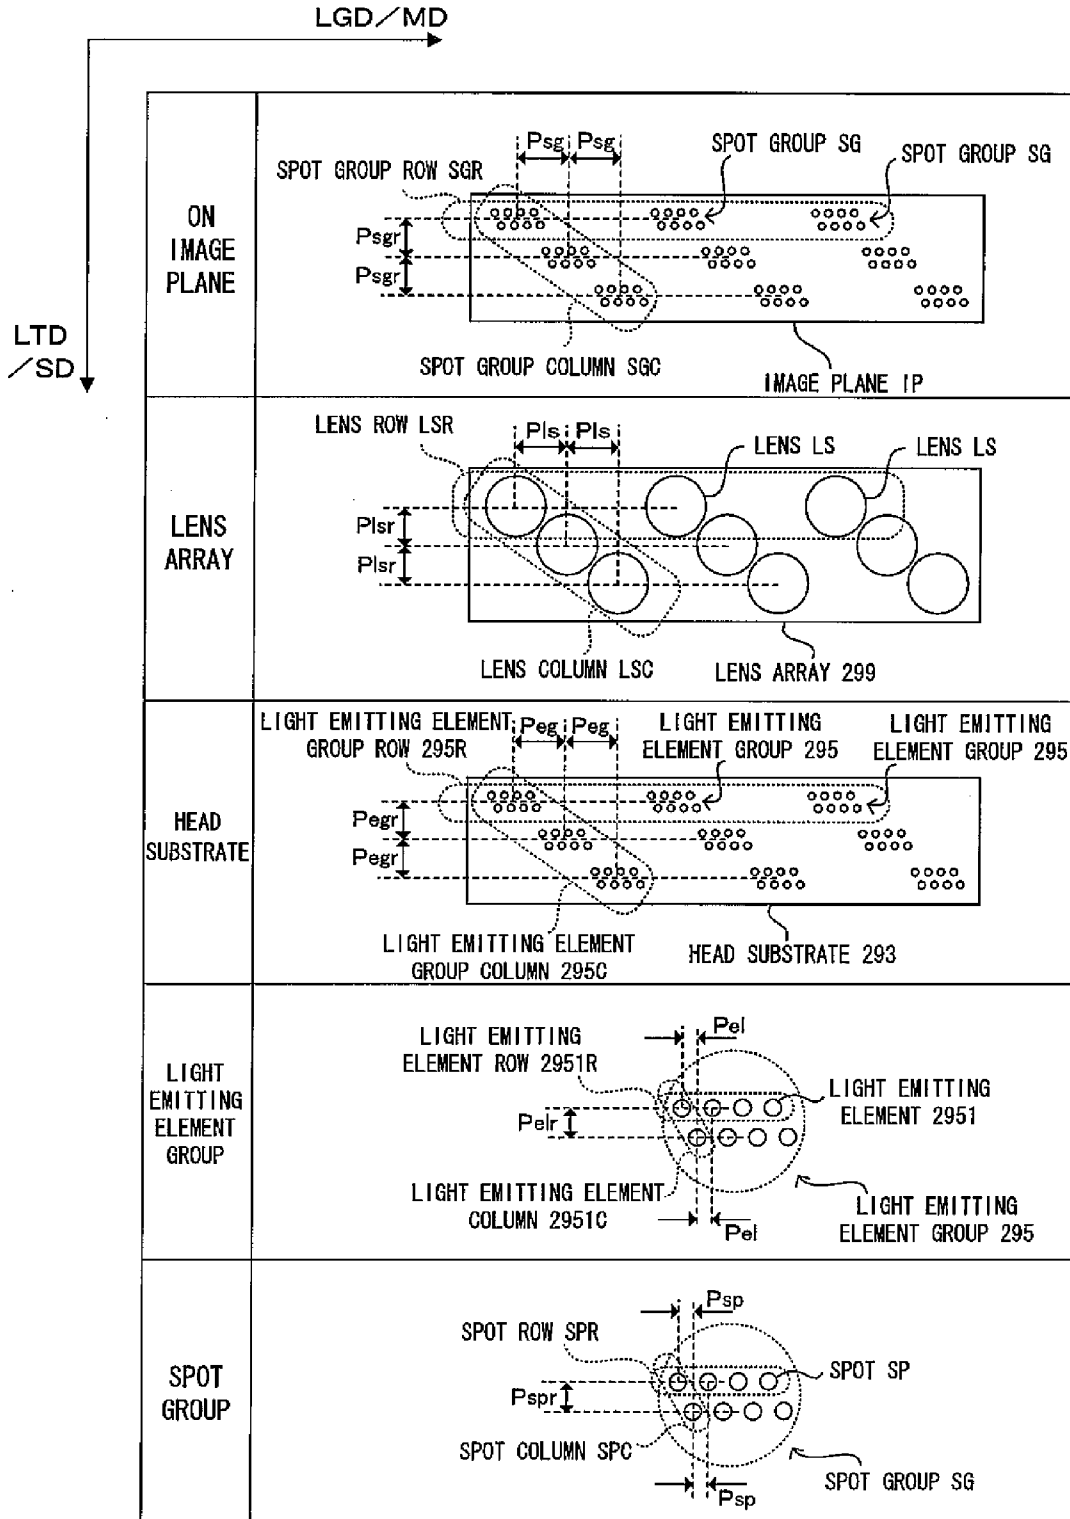 LGD/MD
LTD
/SD
ON
IMAGE
PLANE
Psg
Psg
SPOT GROUP SG
SPOT GROUP SG
SPOT GROUP ROW SGR
Psgr
Psgr
SPOT GROUP COLUMN SGC
IMAGE PLANE IP
LENS
ARRAY
LENS ROW LSR
Pls
Pls
LENS LS
LENS LS
Plsr
Plsr
LENS COLUMN LSC
LENS ARRAY 299
HEAD
SUBSTRATE
LIGHT EMITTING ELEMENT
GROUP ROW 295R
Peg
Peg
LIGHT EMITTING
ELEMENT GROUP 295
LIGHT EMITTING
ELEMENT GROUP 295
Pegr
Pegr
LIGHT EMITTING ELEMENT
GROUP COLUMN 295C
HEAD SUBSTRATE 293
LIGHT
EMITTING
ELEMENT
GROUP
LIGHT EMITTING
ELEMENT ROW 2951R
Pel
LIGHT EMITTING
ELEMENT 2951
Pelr
LIGHT EMITTING ELEMENT
COLUMN 2951C
Pel
LIGHT EMITTING
ELEMENT GROUP 295
SPOT
GROUP
Psp
SPOT ROW SPR
SPOT SP
Pspr
SPOT COLUMN SPC
Psp
SPOT GROUP SG